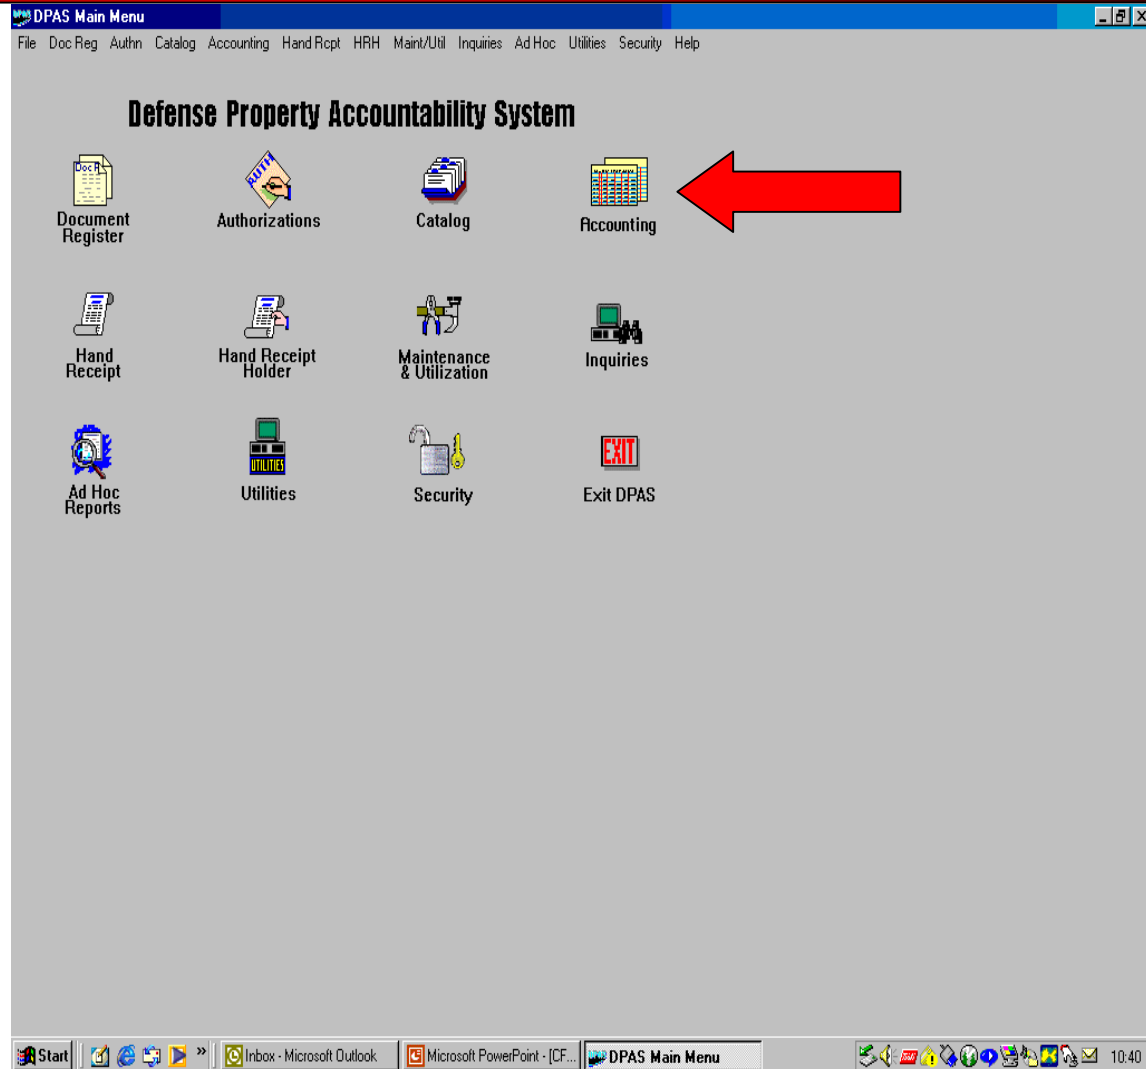 DPAS Main Menu
File Doc Reg Authn Catalog Accounting Hand Rcpt HRH Maint/Util Inquiries Ad Hoc Utilities Security Help
Defense Property Accountability System
Document
Register
Authorizations
Catalog
Accounting
Hand
Receipt
Hand Receipt
Holder
Maintenance
& Utilization
Inquiries
Ad Hoc
Reports
UTILITIES
Utilities
Security
EXIT
Exit DPAS
Start
»
Inbox - Microsoft Outlook
Microsoft PowerPoint - [CF...
DPAS Main Menu
10:40